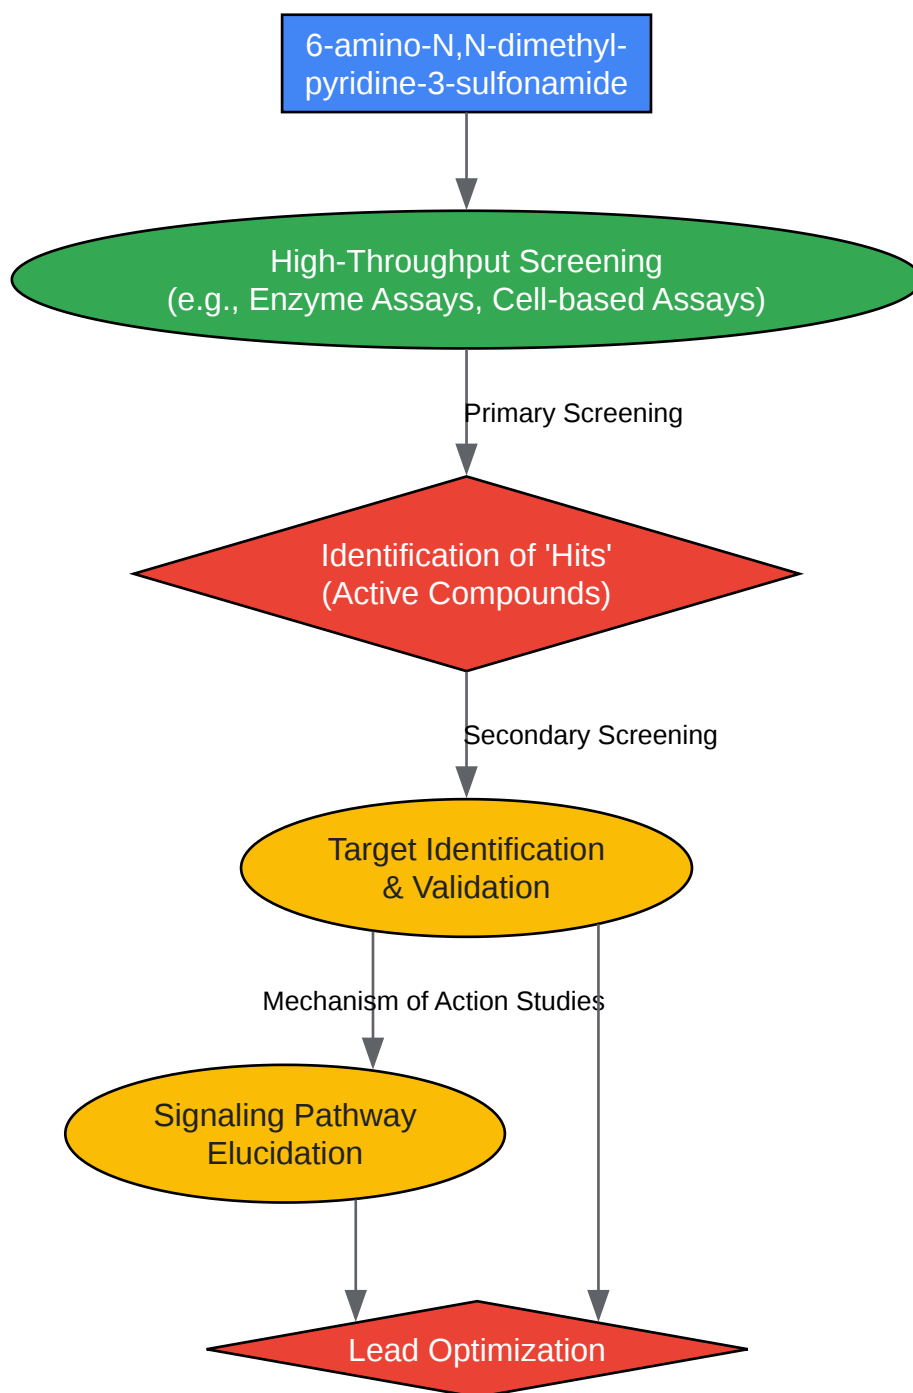 6-amino-N,N-dimethyl-
pyridine-3-sulfonamide
High-Throughput Screening
(e.g., Enzyme Assays, Cell-based Assays)
Primary Screening
Identification of 'Hits'
(Active Compounds)
Secondary Screening
Target Identification
& Validation
Mechanism of Action Studies
Signaling Pathway
Elucidation
Lead Optimization